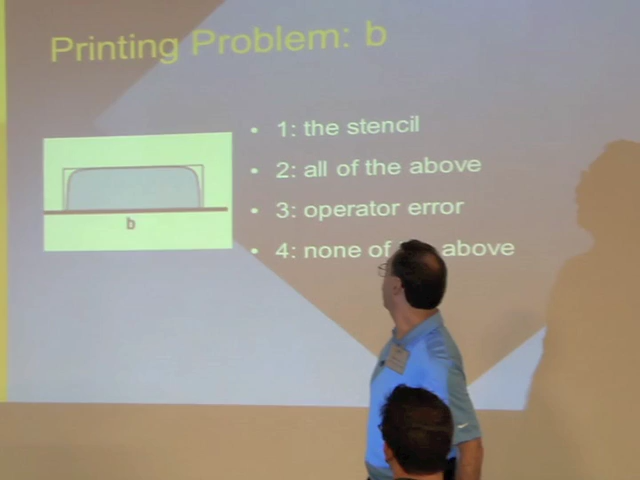 Printing Problem: b
• 1: the stencil
• 2: all of the above
• 3: operator error
• 4: none of above
b